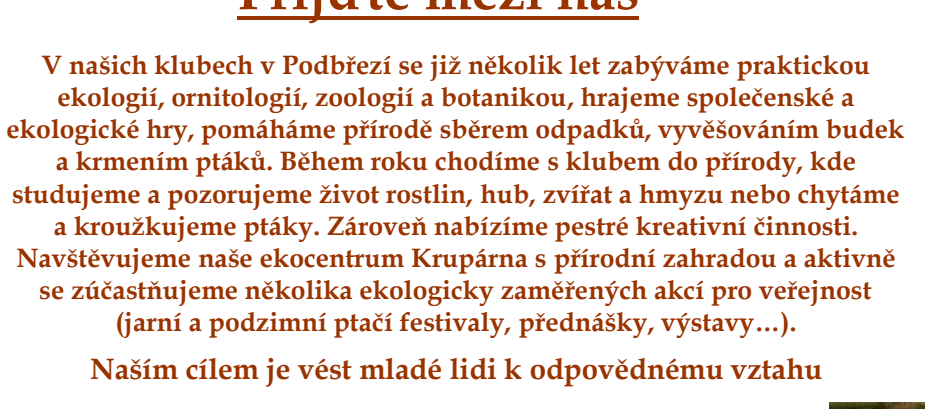 Přijďte mezi nás
V našich klubech v Podbřezí se již několik let zabýváme praktickou
ekologií, ornitologií, zoologií a botanikou, hrajeme společenské a
ekologické hry, pomáháme přírodě sběrem odpadků, vyvěšováním budek
a krmením ptáků. Během roku chodíme s klubem do přírody, kde
studujeme a pozorujeme život rostlin, hub, zvířat a hmyzu nebo chytáme
a kroužkujeme ptáky. Zároveň nabízíme pestré kreativní činnosti.
Navštěvujeme naše ekocentrum Krupárna s přírodní zahradou a aktivně
se zúčastňujeme několika ekologicky zaměřených akcí pro veřejnost
(jarní a podzimní ptačí festivaly, přednášky, výstavy…).
Naším cílem je vést mladé lidi k odpovědnému vztahu